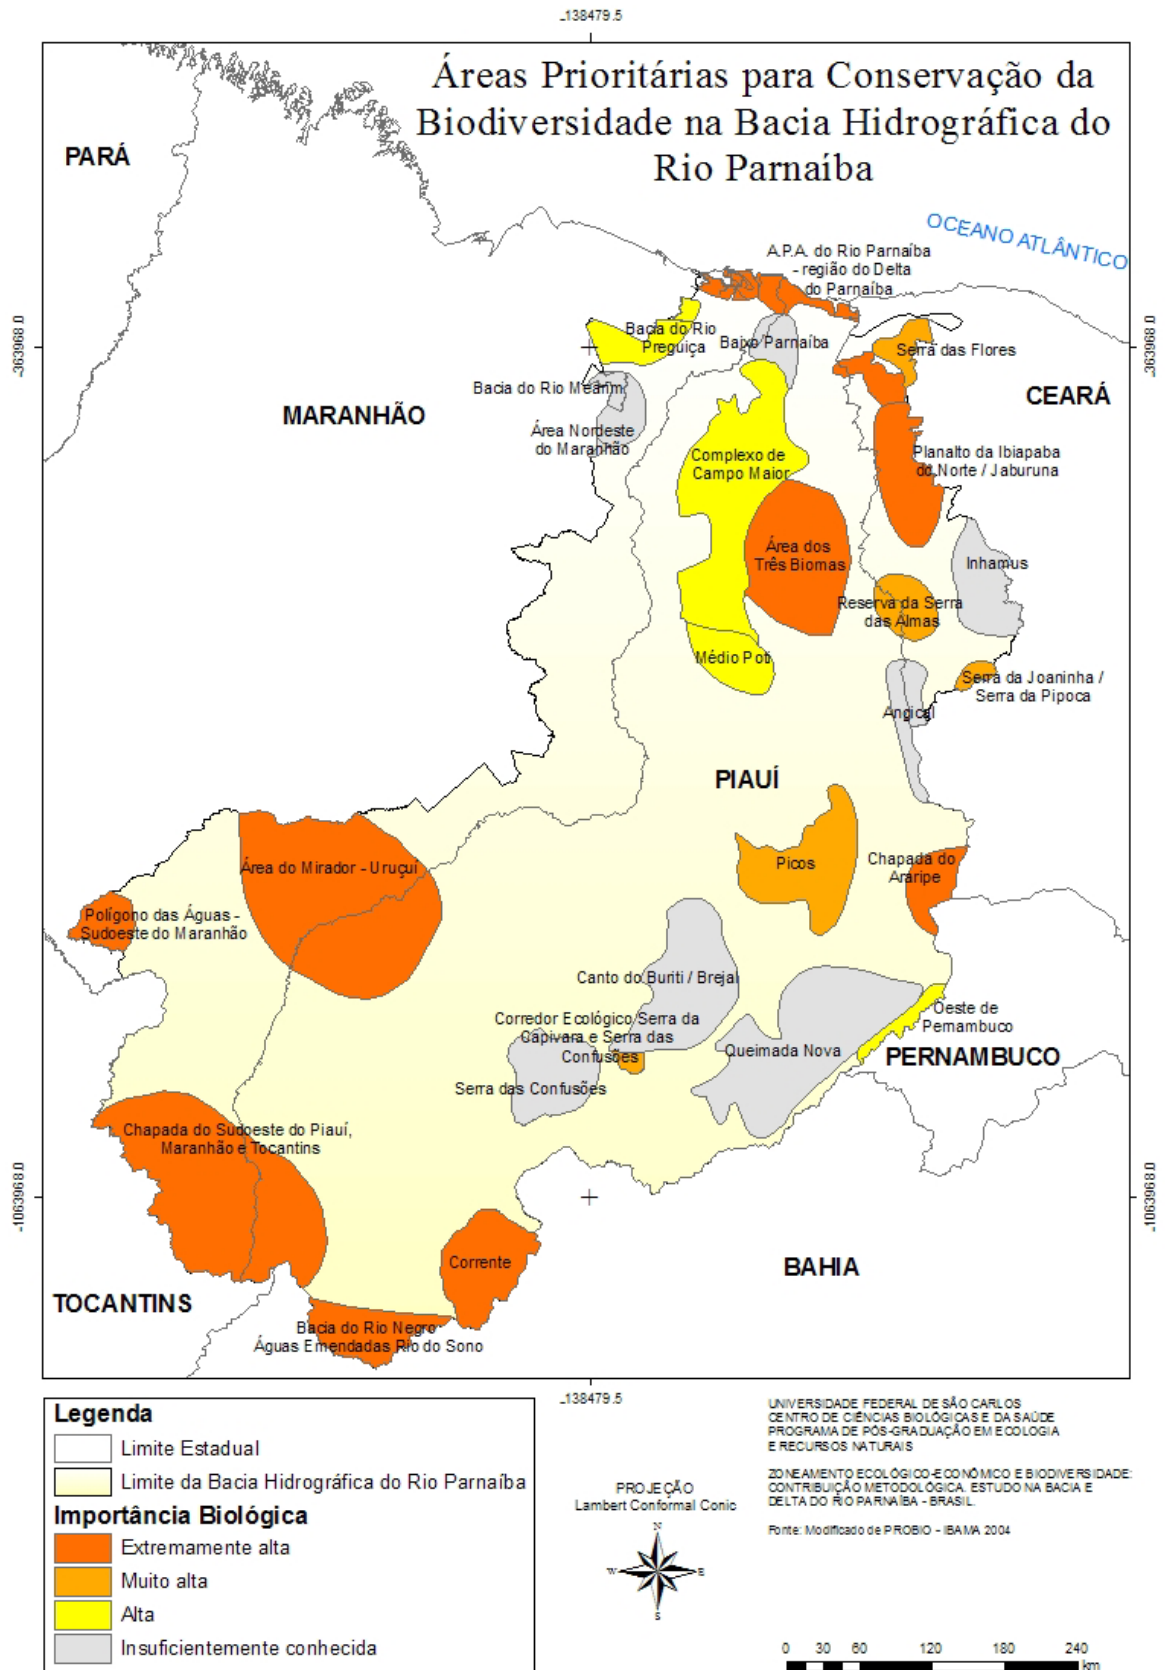 -138479.5
Áreas Prioritárias para Conservação da
Biodiversidade na Bacia Hidrográfica do
Rio Parnaíba
PARÁ
OCEANO ATLÂNTICO
A.P.A. do Rio Parnaíba
- região do Delta
do Parnaíba
-363968.0
-363968.0
Bacia do Rio
Preguiça
Baixo Parnaíba
Serra das Flores
Bacia do Rio Mearim
CEARÁ
MARANHÃO
Área Nordeste
do Maranhão
Complexo de
Campo Maior
Planalto da Ibiapaba
do Norte / Jaburuna
Área dos
Três Biomas
Inhamus
Reserva da Serra
das Almas
Médio Poti
Serra da Joaninha /
Serra da Pipoca
Angical
PIAUÍ
Área do Mirador - Uruçuí
Picos
Chapada do
Araripe
Polígono das Águas -
Sudoeste do Maranhão
Canto do Buriti / Brejal
Corredor Ecológico Serra da
Capivara e Serra das
Confusões
Oeste de
Pernambuco
Queimada Nova
PERNAMBUCO
Serra das Confusões
Chapada do Sudoeste do Piauí,
Maranhão e Tocantins
-1063968.0
-1063968.0
Corrente
BAHIA
TOCANTINS
Bacia do Rio Negro
Águas Emendadas Rio do Sono
-138479.5
Legenda
Limite Estadual
Limite da Bacia Hidrográfica do Rio Parnaíba
Importância Biológica
Extremamente alta
Muito alta
Alta
Insuficientemente conhecida
PROJEÇÃO
Lambert Conformal Conic
N
W E
S
UNIVERSIDADE FEDERAL DE SÃO CARLOS
CENTRO DE CIÊNCIAS BIOLÓGICAS E DA SAÚDE
PROGRAMA DE PÓS-GRADUAÇÃO EM ECOLOGIA
E RECURSOS NATURAIS
ZONEAMENTO ECOLÓGICO-ECONÔMICO E BIODIVERSIDADE:
CONTRIBUIÇÃO METODOLÓGICA. ESTUDO NA BACIA E
DELTA DO RIO PARNAÍBA - BRASIL.
Fonte: Modificado de PROBIO - IBAMA 2004
0 30 60 120 180 240
km